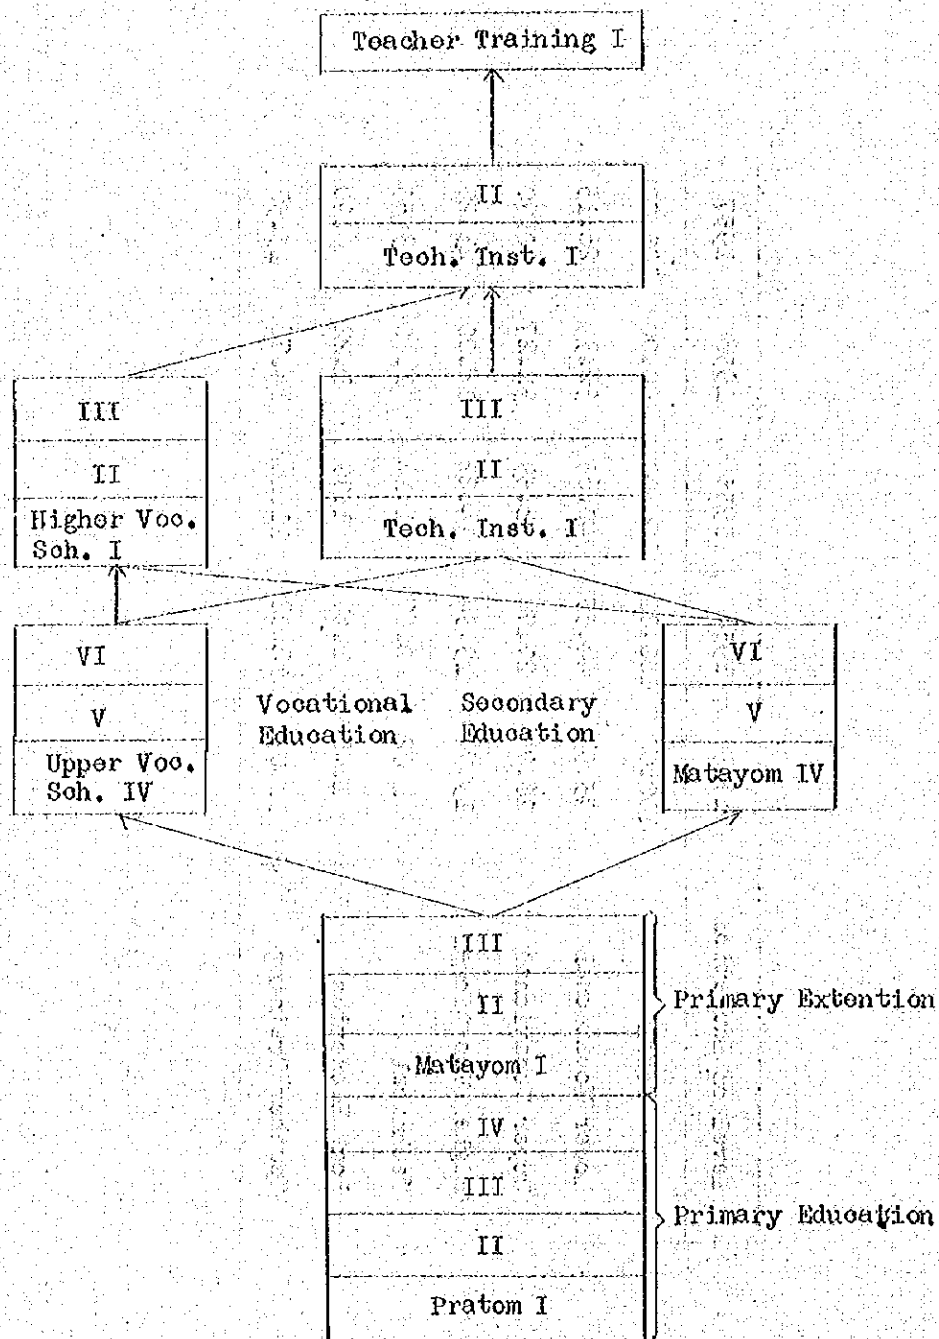 Teacher Training I
II
Tech. Inst. I
III
III
II
II
Higher Voc.
Sch. I
Tech. Inst. I
VI
VI
V
Vocational
Education
Secondary
Education
V
Upper Voc.
Sch. IV
Matayom IV
III
II
Primary Extention
Matayom I
IV
III
Primary Education
II
Pratom I